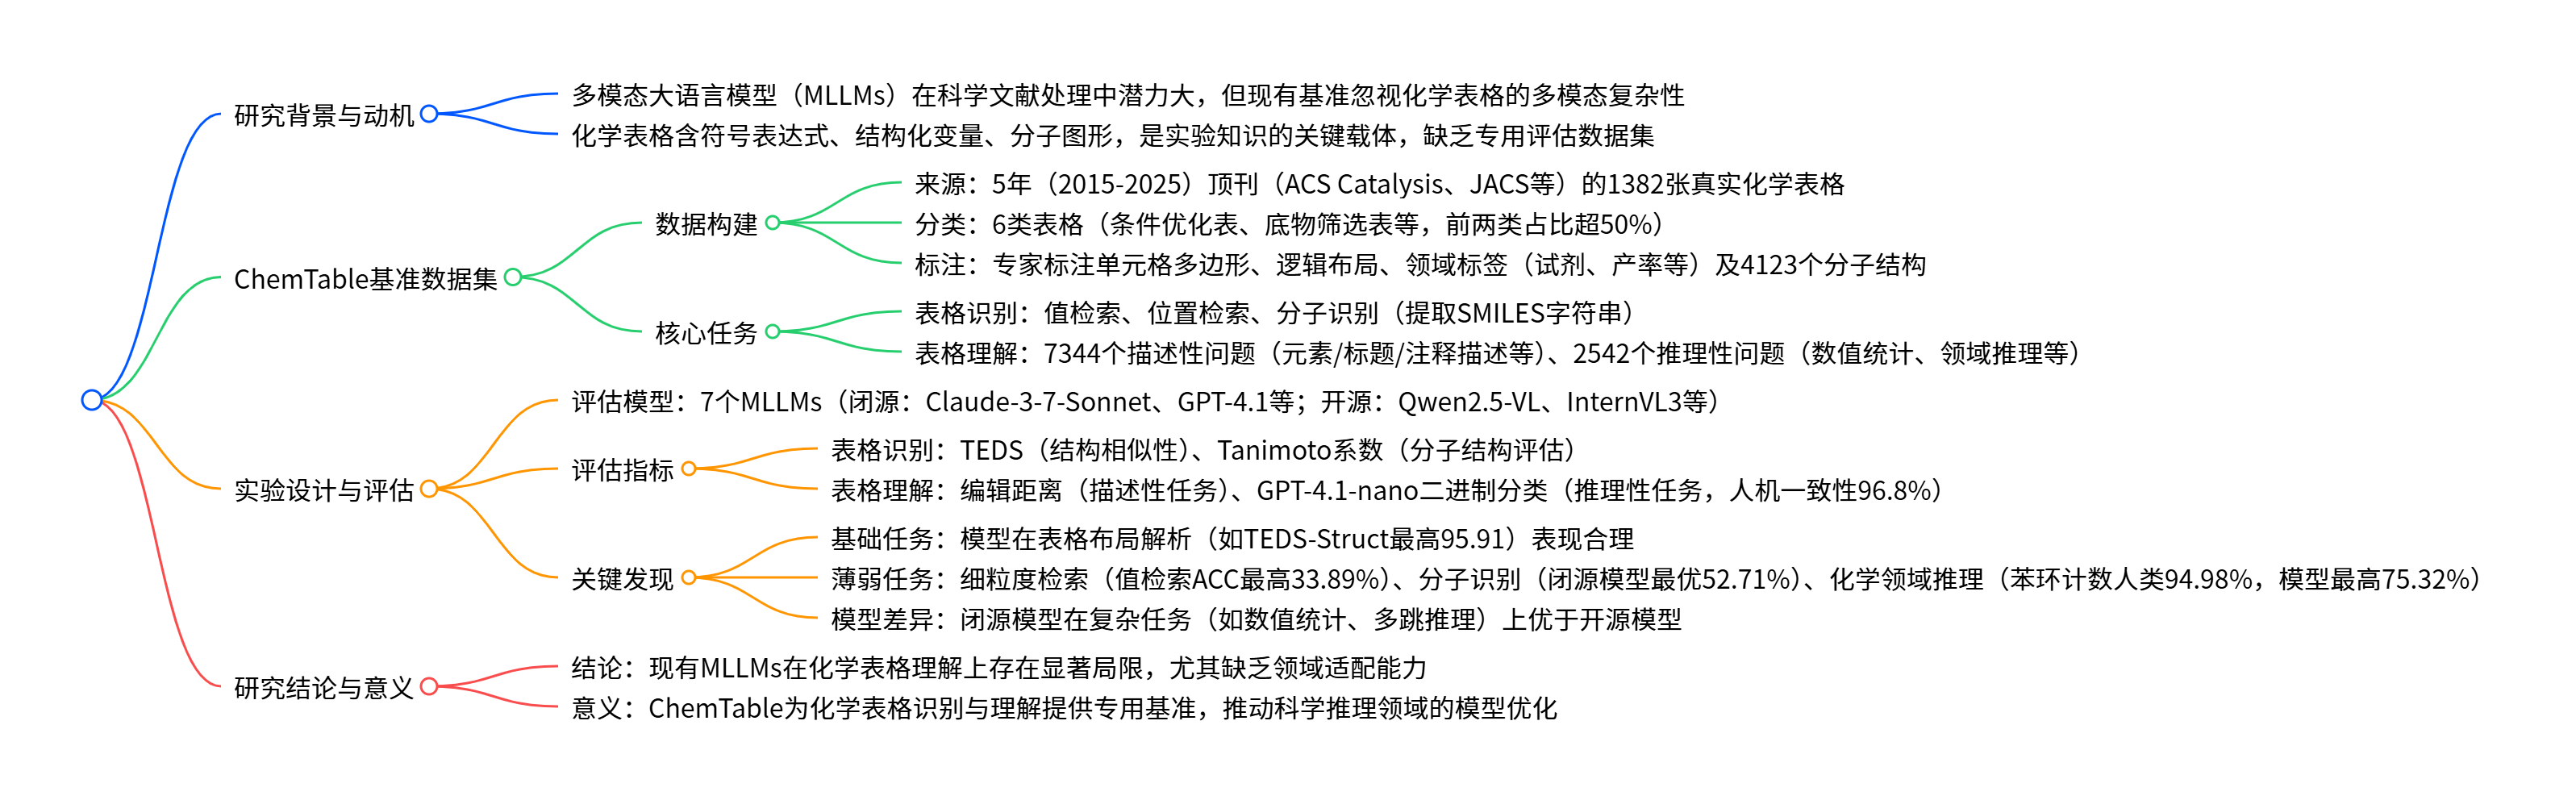 研究背景与动机
多模态大语言模型（MLLMs）在科学文献处理中潜力大，但现有基准忽视化学表格的多模态复杂性
化学表格含符号表达式、结构化变量、分子图形，是实验知识的关键载体，缺乏专用评估数据集
ChemTable基准数据集
数据构建
来源：5年（2015-2025）顶刊（ACS Catalysis、JACS等）的1382张真实化学表格
分类：6类表格（条件优化表、底物筛选表等，前两类占比超50%）
标注：专家标注单元格多边形、逻辑布局、领域标签（试剂、产率等）及4123个分子结构
核心任务
表格识别：值检索、位置检索、分子识别（提取SMILES字符串）
表格理解：7344个描述性问题（元素/标题/注释描述等）、2542个推理性问题（数值统计、领域推理等）
实验设计与评估
评估模型：7个MLLMs（闭源：Claude-3-7-Sonnet、GPT-4.1等；开源：Qwen2.5-VL、InternVL3等）
评估指标
表格识别：TEDS（结构相似性）、Tanimoto系数（分子结构评估）
表格理解：编辑距离（描述性任务）、GPT-4.1-nano二进制分类（推理性任务，人机一致性96.8%）
关键发现
基础任务：模型在表格布局解析（如TEDS-Struct最高95.91）表现合理
薄弱任务：细粒度检索（值检索ACC最高33.89%）、分子识别（闭源模型最优52.71%）、化学领域推理（苯环计数人类94.98%，模型最高75.32%）
模型差异：闭源模型在复杂任务（如数值统计、多跳推理）上优于开源模型
研究结论与意义
结论：现有MLLMs在化学表格理解上存在显著局限，尤其缺乏领域适配能力
意义：ChemTable为化学表格识别与理解提供专用基准，推动科学推理领域的模型优化